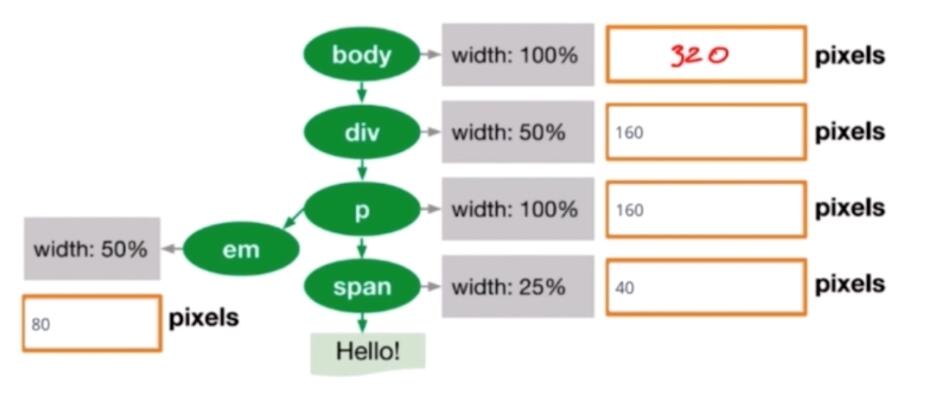 body width: 100% 320 pixels
div width: 50% 160 pixels
p width: 100% 160 pixels
width: 50% em
span width: 25% 40 pixels
80 pixels
Hello!